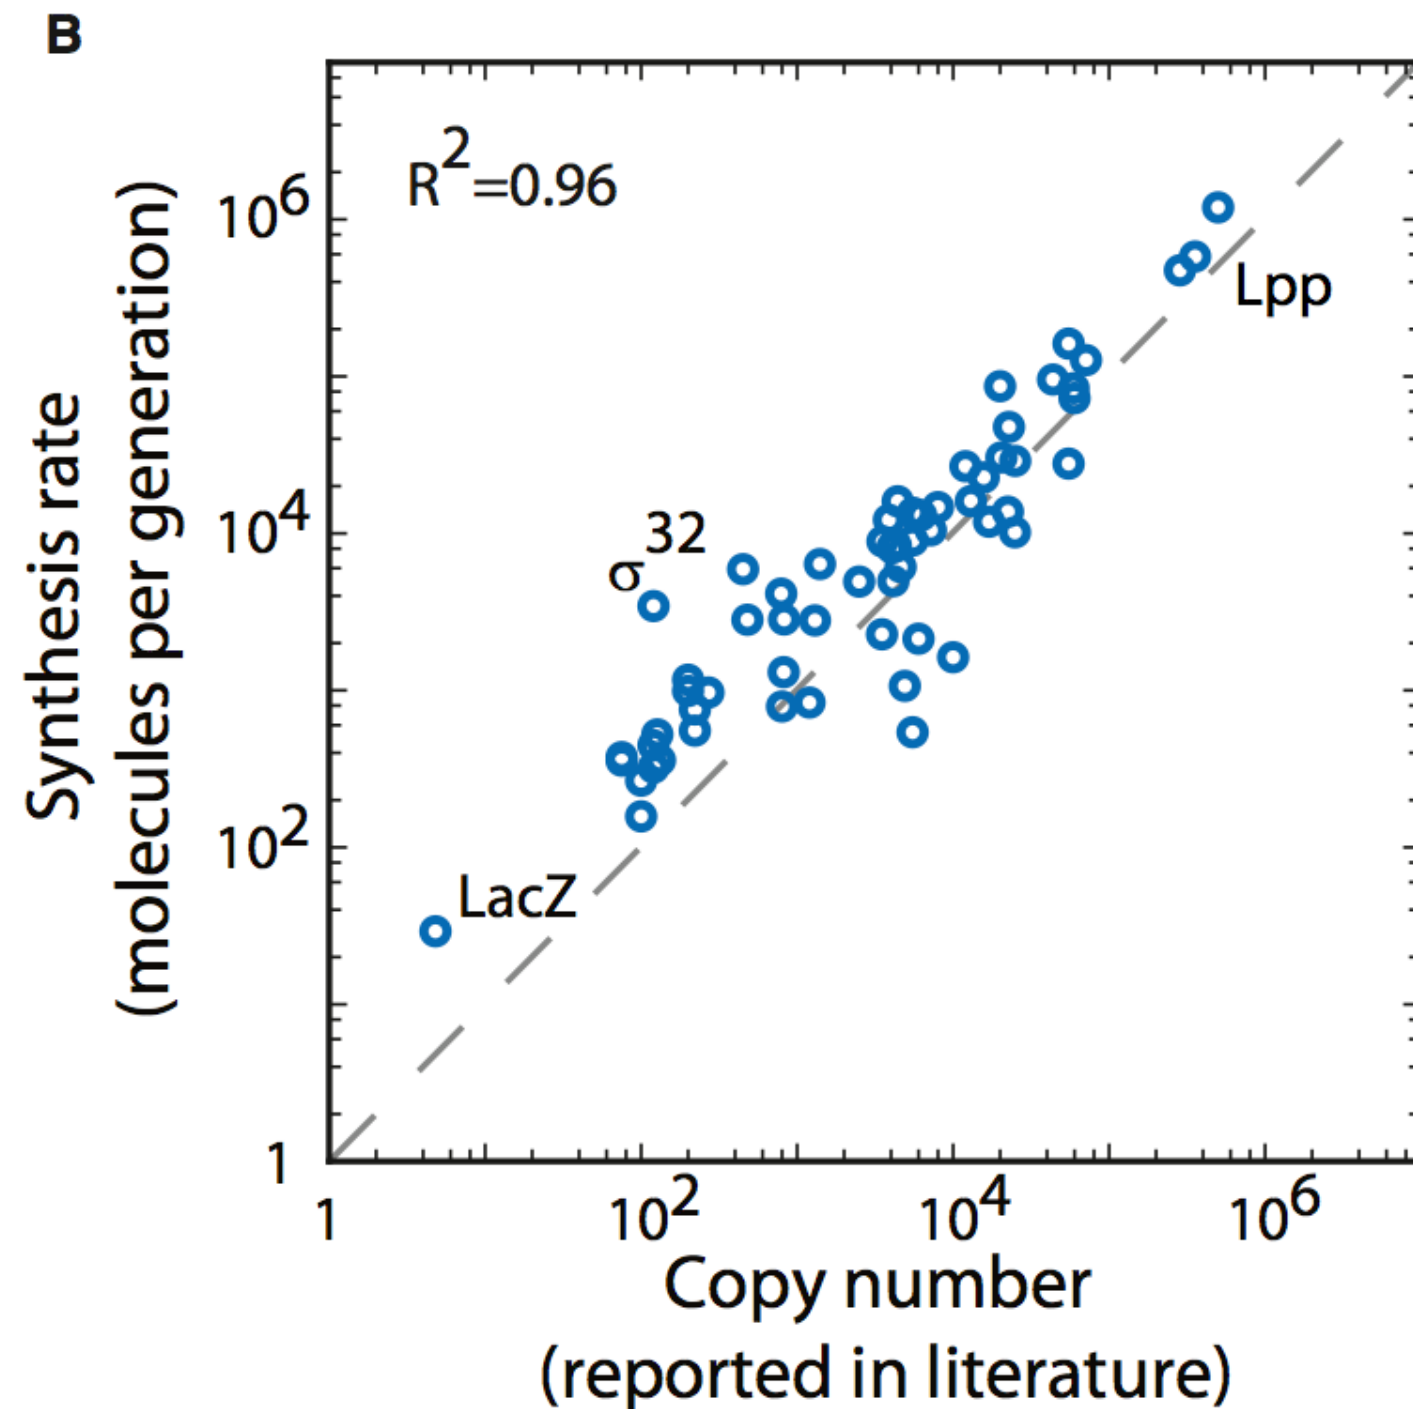 B
R²=0.96
Synthesis rate
(molecules per generation)
10⁶
10⁴
10²
1
Lpp
σ³²
LacZ
1
10²
10⁴
10⁶
Copy number
(reported in literature)